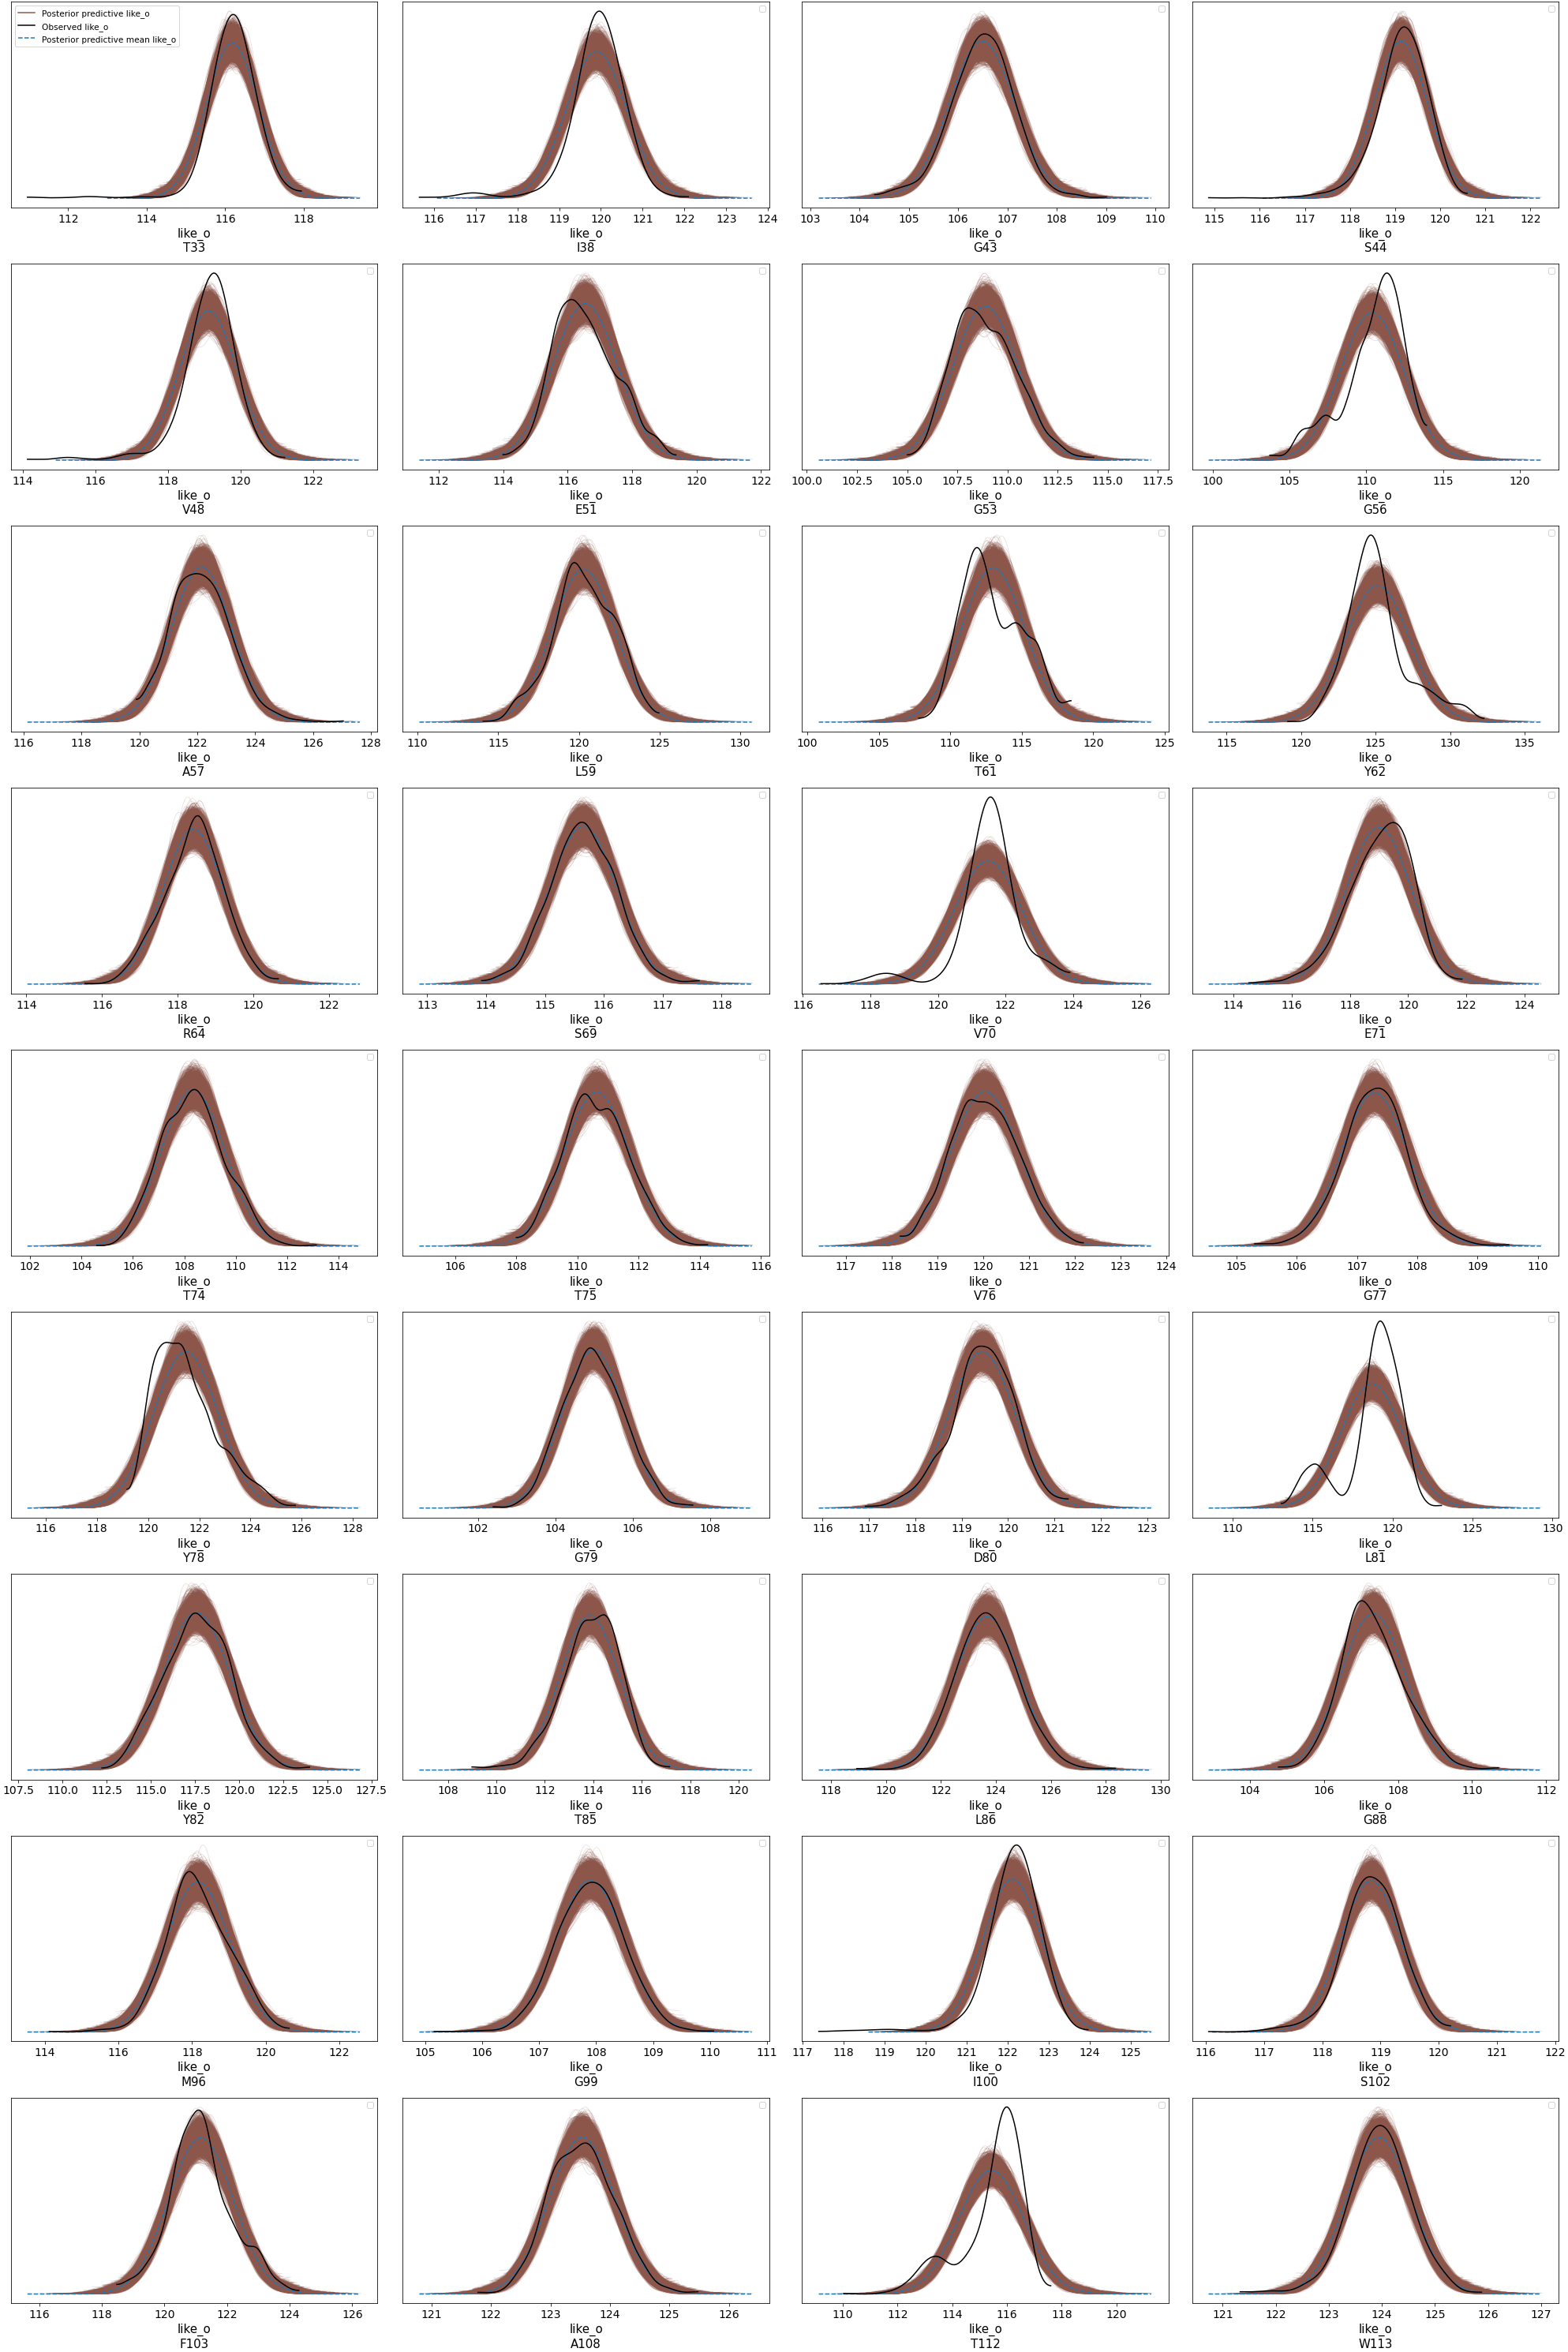 Posterior predictive like_o
Observed like_o
Posterior predictive mean like_o
112 114 116 118
like_o
T33
116 117 118 119 120 121 122 123 124
like_o
I38
103 104 105 106 107 108 109 110
like_o
G43
115 116 117 118 119 120 121 122
like_o
S44
114 116 118 120 122
like_o
V48
112 114 116 118 120 122
like_o
E51
100.0 102.5 105.0 107.5 110.0 112.5 115.0 117.5
like_o
G53
100 105 110 115 120
like_o
G56
116 118 120 122 124 126 128
like_o
A57
110 115 120 125 130
like_o
L59
100 105 110 115 120 125
like_o
T61
115 120 125 130 135
like_o
Y62
114 116 118 120 122
like_o
R64
113 114 115 116 117 118
like_o
S69
116 118 120 122 124 126
like_o
V70
114 116 118 120 122 124
like_o
E71
102 104 106 108 110 112 114
like_o
T74
106 108 110 112 114 116
like_o
T75
117 118 119 120 121 122 123 124
like_o
V76
105 106 107 108 109 110
like_o
G77
116 118 120 122 124 126 128
like_o
Y78
102 104 106 108
like_o
G79
116 117 118 119 120 121 122 123
like_o
D80
110 115 120 125 130
like_o
L81
107.5 110.0 112.5 115.0 117.5 120.0 122.5 125.0 127.5
like_o
Y82
108 110 112 114 116 118 120
like_o
T85
118 120 122 124 126 128 130
like_o
L86
104 106 108 110 112
like_o
G88
114 116 118 120 122
like_o
M96
105 106 107 108 109 110 111
like_o
G99
117 118 119 120 121 122 123 124 125
like_o
I100
116 117 118 119 120 121 122
like_o
S102
116 118 120 122 124 126
like_o
F103
121 122 123 124 125 126
like_o
A108
110 112 114 116 118 120
like_o
T112
121 122 123 124 125 126 127
like_o
W113